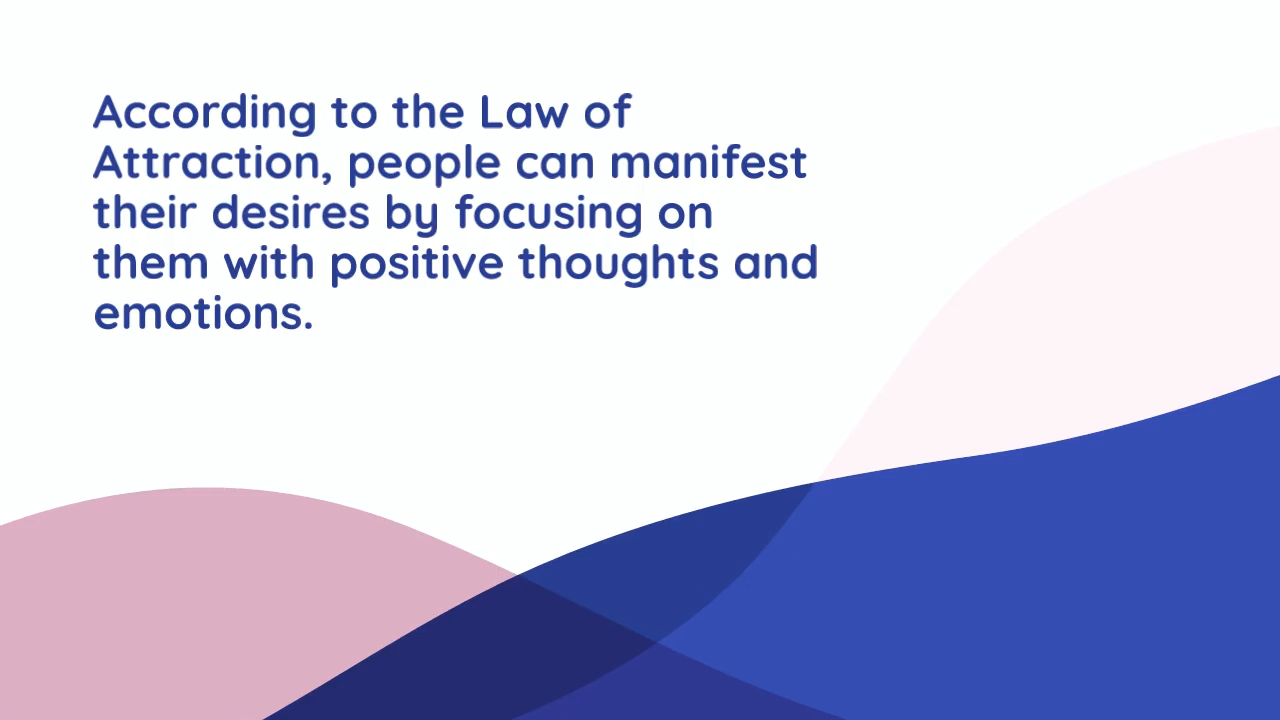 According to the Law of
Attraction, people can manifest
their desires by focusing on
them with positive thoughts and
emotions.